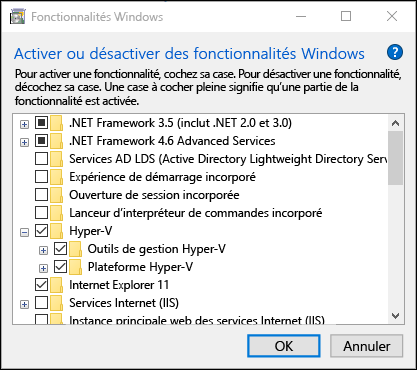 Fonctionnalités Windows
Activer ou désactiver des fonctionnalités Windows
?
Pour activer une fonctionnalité, cochez sa case. Pour désactiver une fonctionnalité,
décochez sa case. Une case à cocher pleine signifie qu'une partie de la
fonctionnalité est activée.
.NET Framework 3.5 (inclut .NET 2.0 et 3.0)
.NET Framework 4.6 Advanced Services
Services AD LDS (Active Directory Lightweight Directory Serv
Expérience de démarrage incorporé
Ouverture de session incorporée
Lanceur d'interpréteur de commandes incorporé
Hyper-V
Outils de gestion Hyper-V
Plateforme Hyper-V
Internet Explorer 11
Services Internet (IIS)
Instance principale web des services Internet (IIS)
OK
Annuler